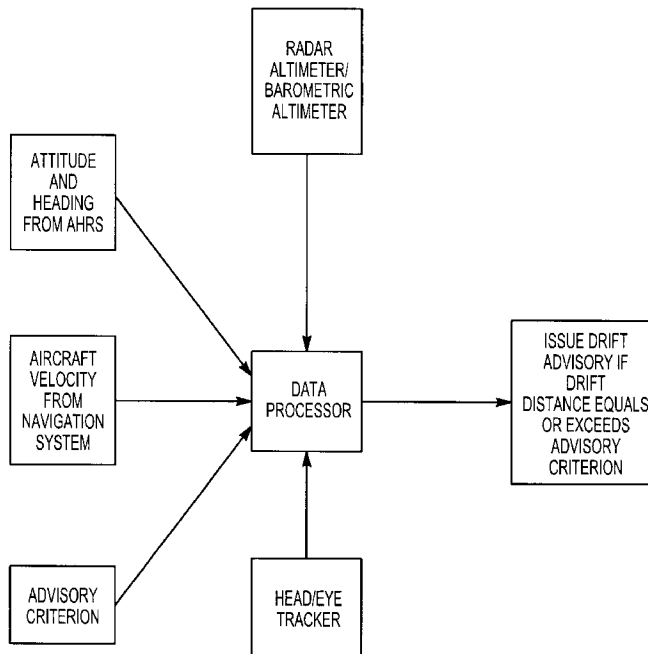 RADAR
ALTIMETER/
BAROMETRIC
ALTIMETER
ATTITUDE
AND
HEADING
FROM AHRS
AIRCRAFT
VELOCITY
FROM
NAVIGATION
SYSTEM
DATA
PROCESSOR
ISSUE DRIFT
ADVISORY IF
DRIFT
DISTANCE EQUALS
OR EXCEEDS
ADVISORY
CRITERION
ADVISORY
CRITERION
HEAD/EYE
TRACKER